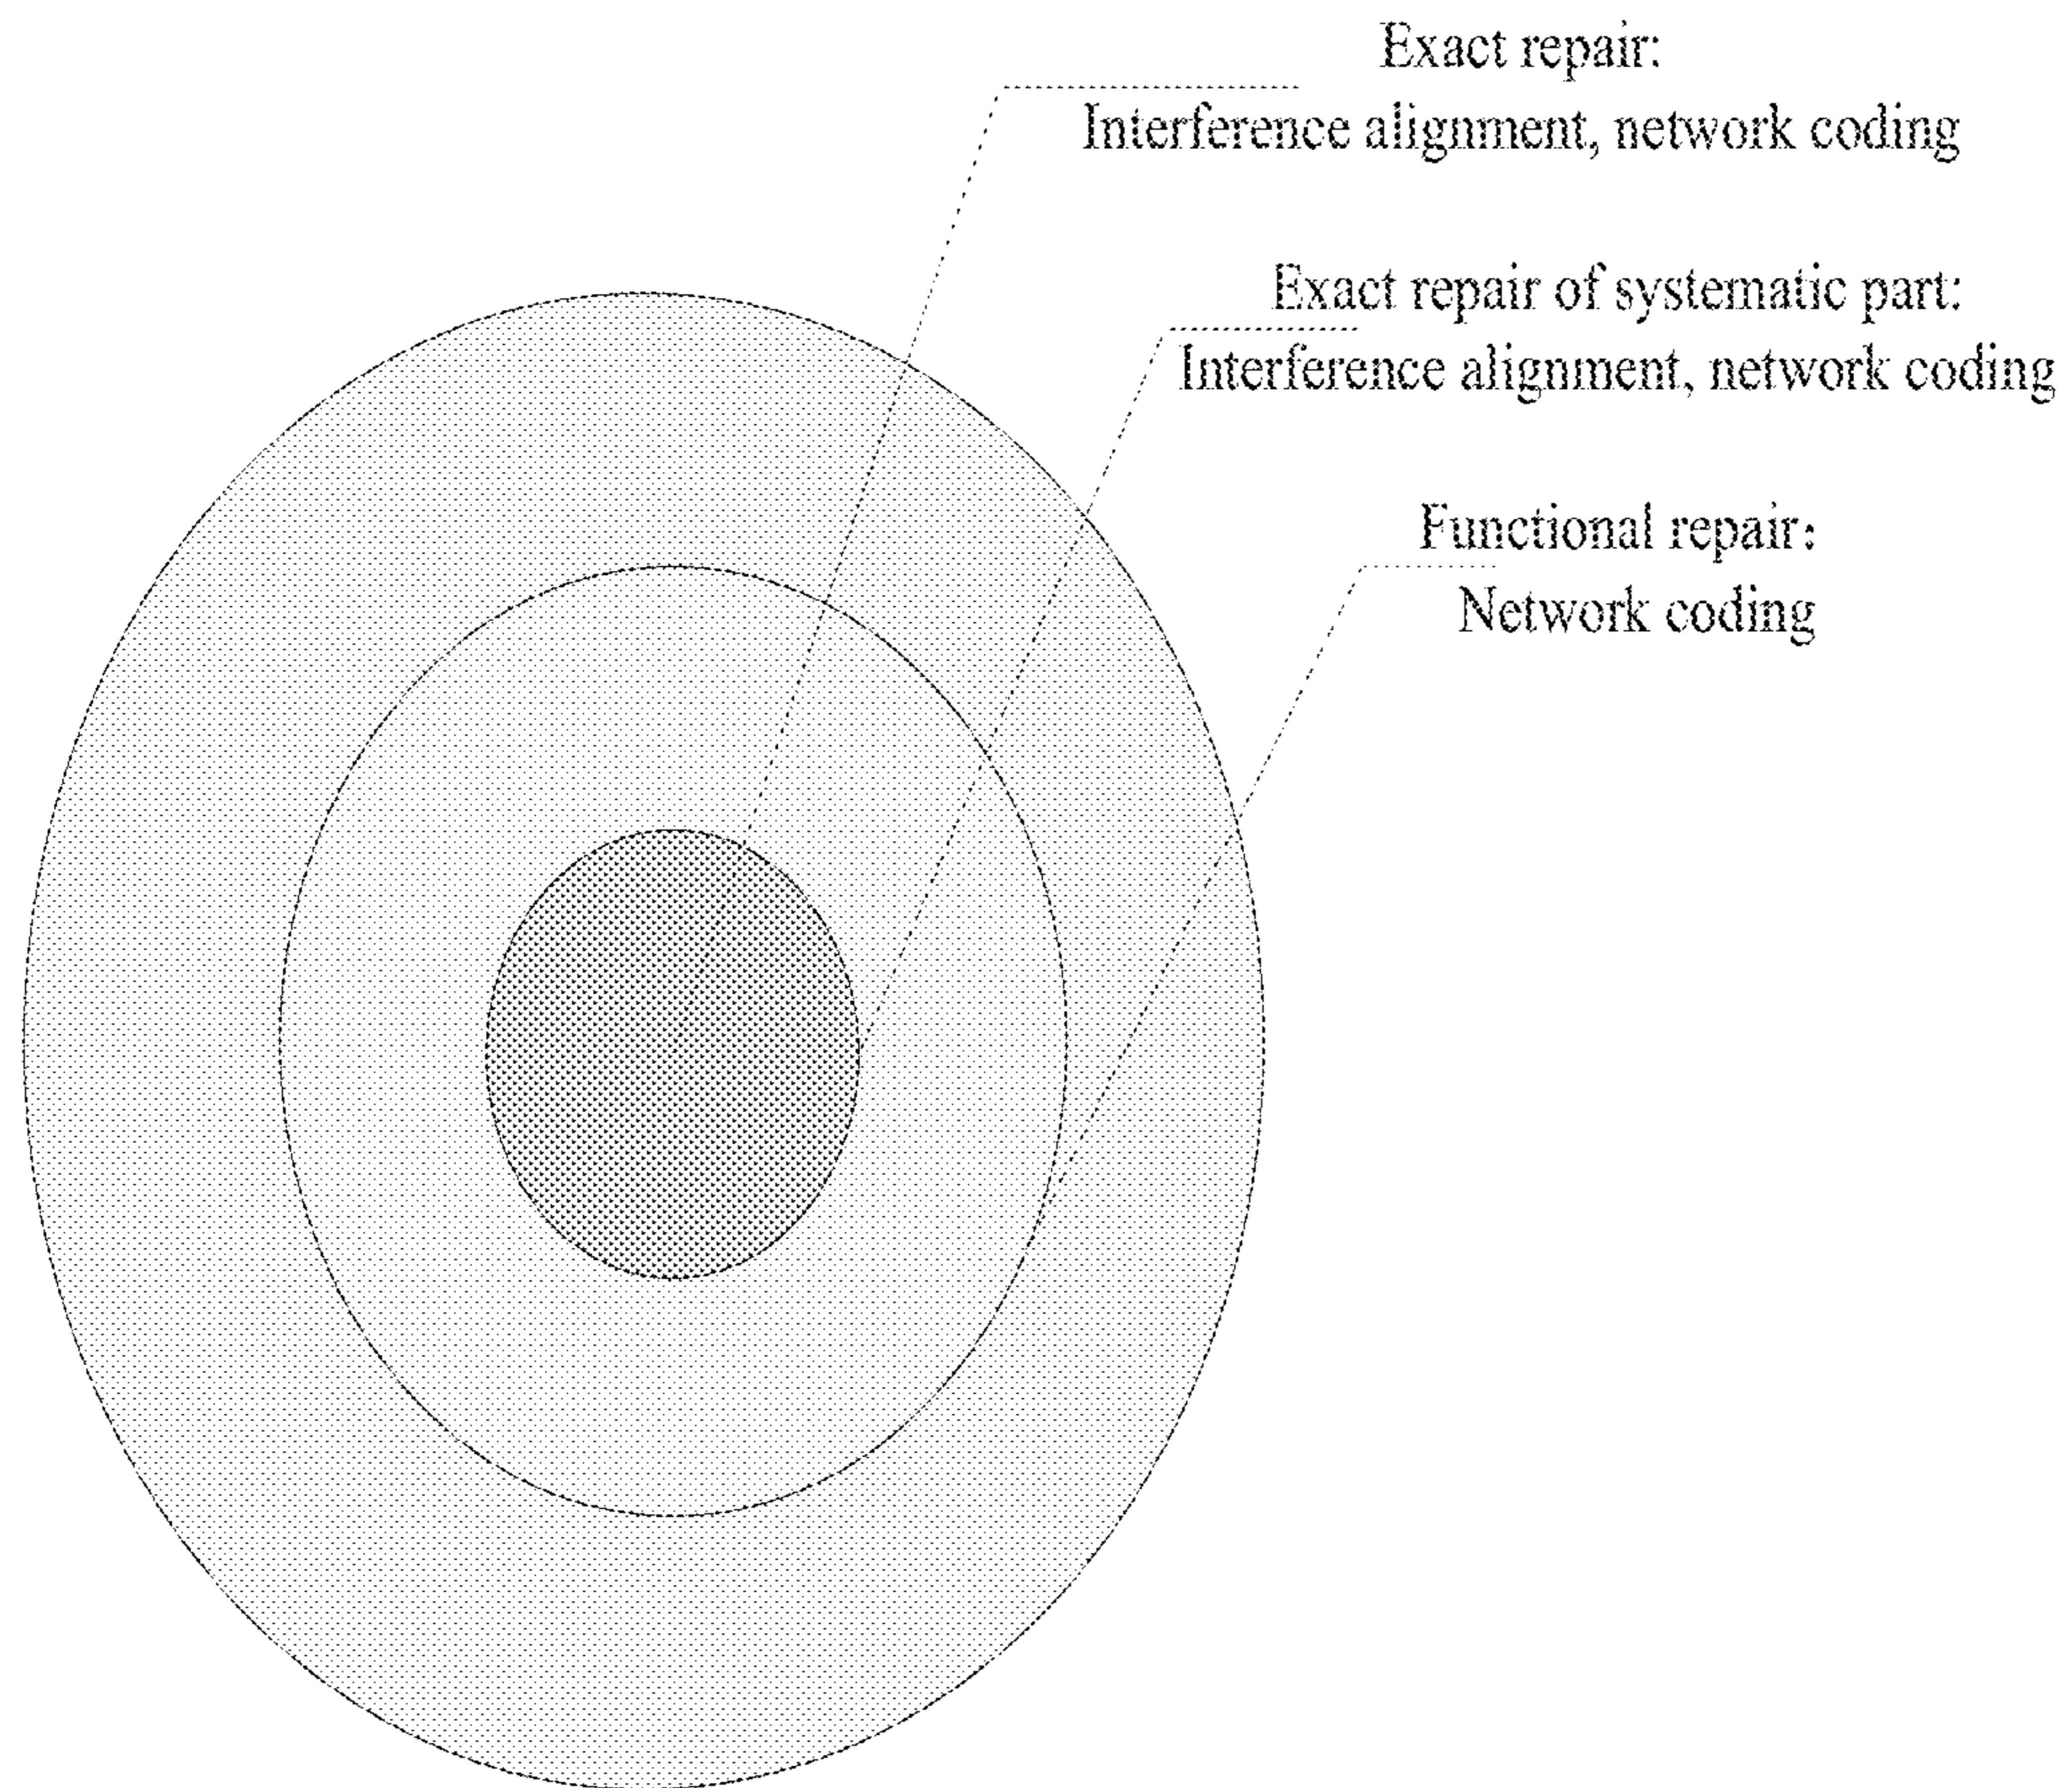 Exact repair:
Interference alignment, network coding
Exact repair of systematic part:
Interference alignment, network coding
Functional repair：
Network coding